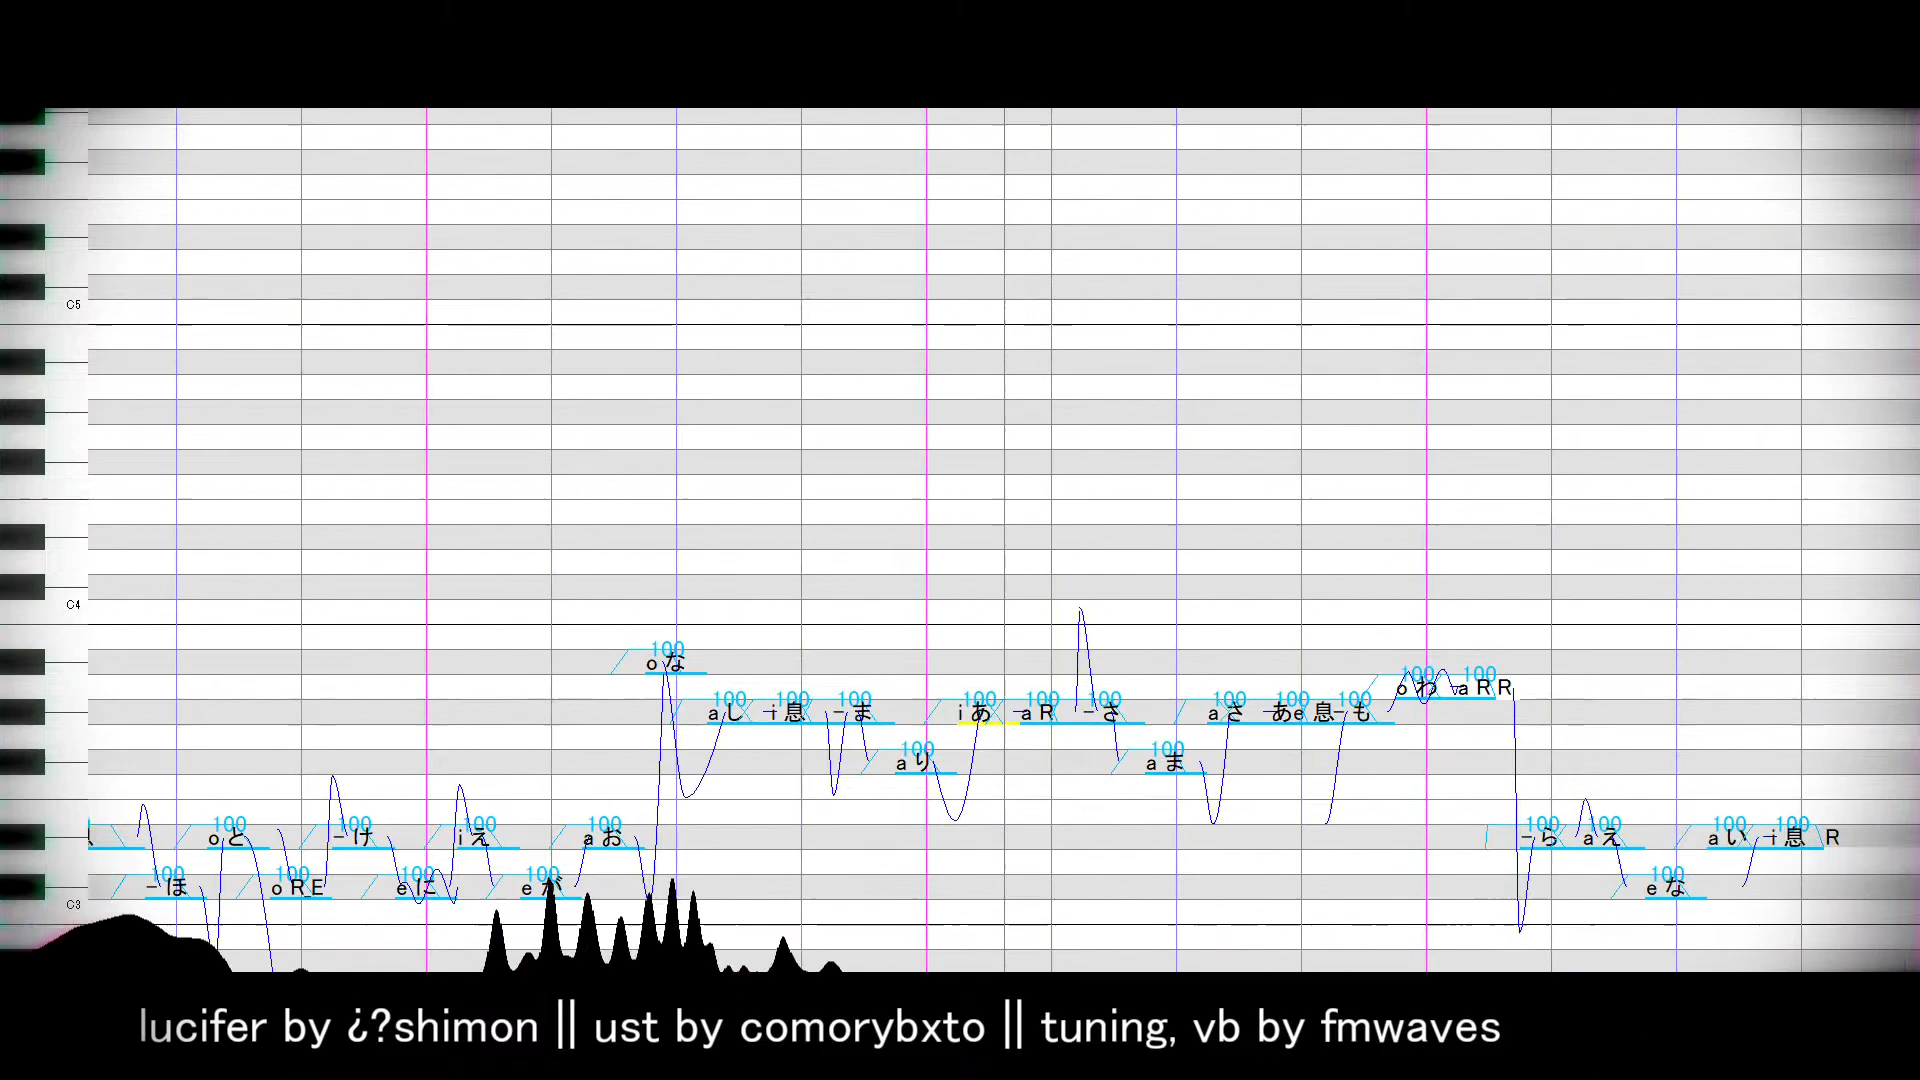 C5
C4
100
o な
100 100 100 100 100 100 100 100 100
a し - i 息 - ま i あ - a R - さ a さ - あe 息 - も
100 100
o わ - a R R
100 100
a り a ま
100 100 100 100 100 100 100 100
o と - け i え a お - ら a え a い - i 息 R
100 100 100 100 100
- ほ o R_E e に e が e な
C3
lucifer by ¿?shimon || ust by comorybxto || tuning, vb by fmwaves